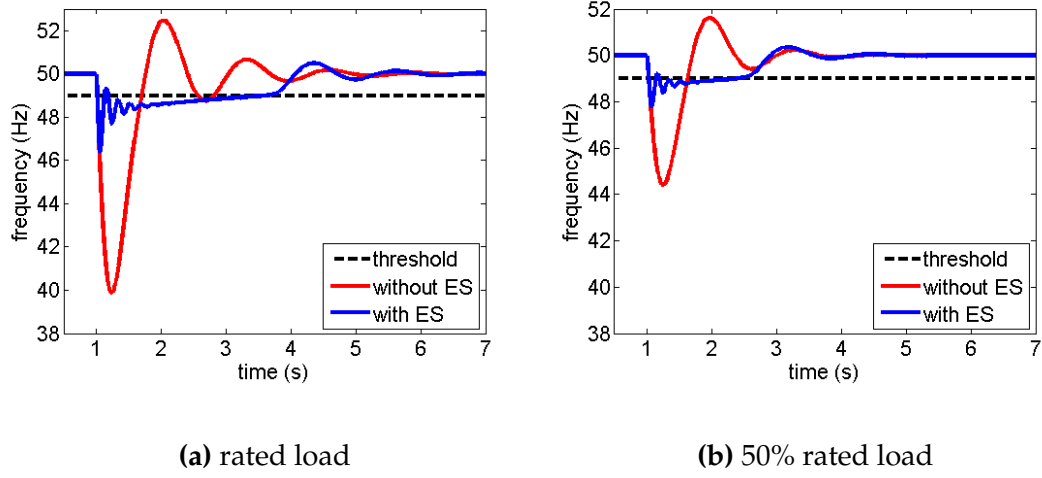 52
50
48
46
44
42
40
38
frequency (Hz)
1 2 3 4 5 6 7
time (s)
threshold
without ES
with ES
(a) rated load
52
50
48
46
44
42
40
38
frequency (Hz)
1 2 3 4 5 6 7
time (s)
threshold
without ES
with ES
(b) 50% rated load